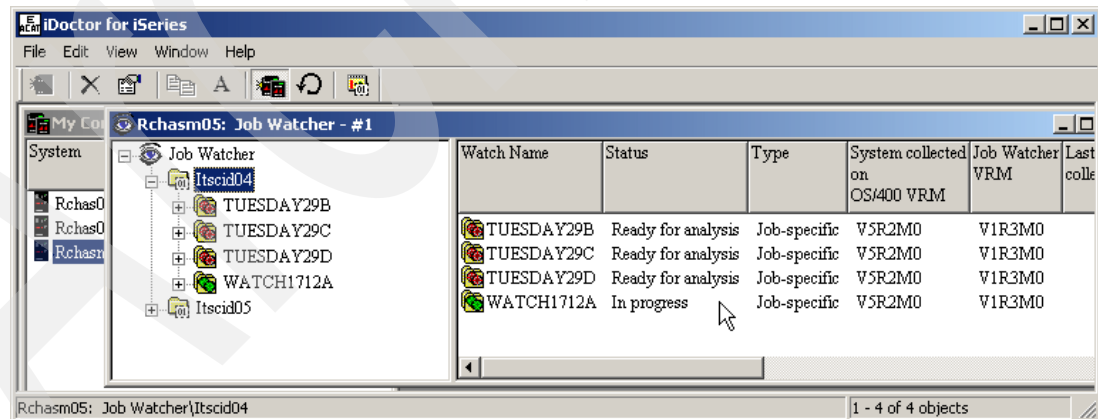 iDoctor for iSeries
File Edit View Window Help
My Co
Rchasm05: Job Watcher - #1
System
Rchas0
Rchas0
Rchasm
Job Watcher
Itscid04
TUESDAY29B
TUESDAY29C
TUESDAY29D
WATCH1712A
Itscid05
Watch Name Status Type System collected on OS/400 VRM Job Watcher VRM Last colle
TUESDAY29B Ready for analysis Job-specific V5R2M0 V1R3M0
TUESDAY29C Ready for analysis Job-specific V5R2M0 V1R3M0
TUESDAY29D Ready for analysis Job-specific V5R2M0 V1R3M0
WATCH1712A In progress Job-specific V5R2M0 V1R3M0
Rchasm05: Job Watcher\Itscid04 1 - 4 of 4 objects